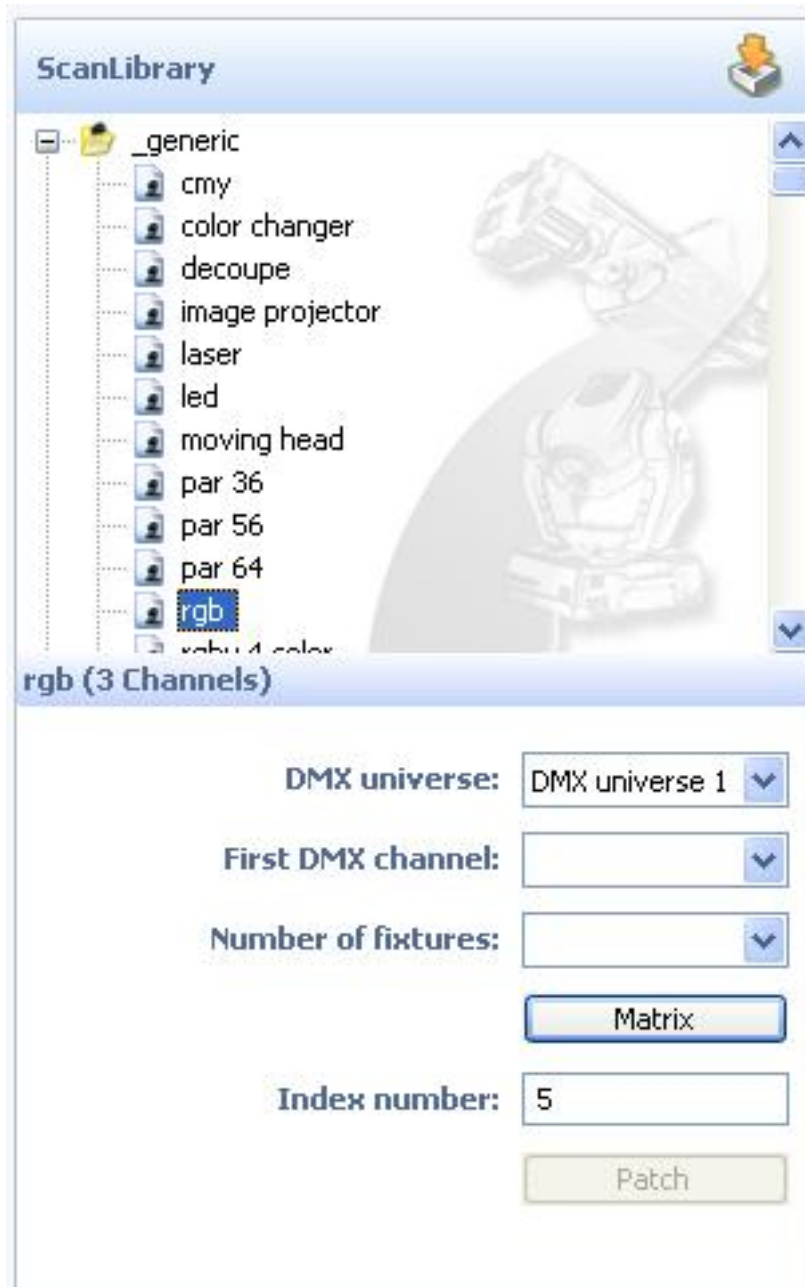 ScanLibrary
_generic
cmy
color changer
decoupe
image projector
laser
led
moving head
par 36
par 56
par 64
rgb
4 color
rgb (3 Channels)
DMX universe: DMX universe 1
First DMX channel:
Number of fixtures:
Matrix
Index number: 5
Patch